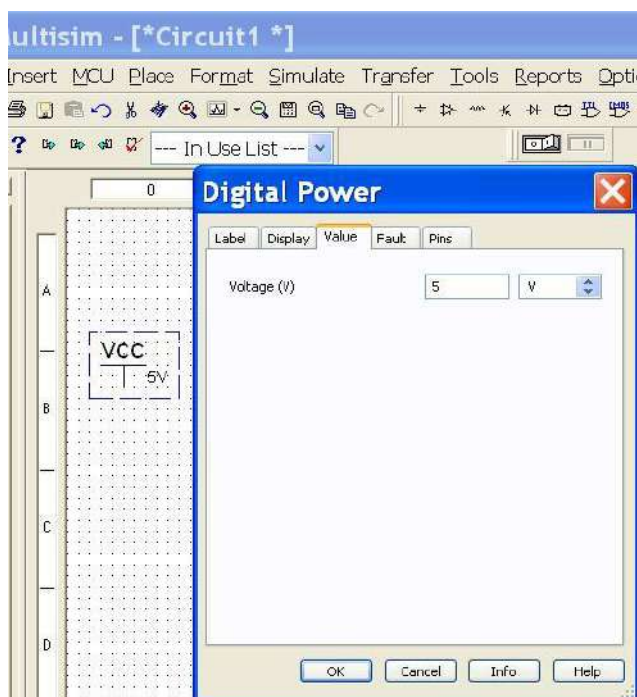 ultisim - [*Circuit1 *]
Insert MCU Place Format Simulate Transfer Tools Reports Opti
? --- In Use List ---
0
Digital Power
Label Display Value Fault Pins
Voltage (V) 5 V
A
VCC
5V
B
C
D
OK Cancel Info Help